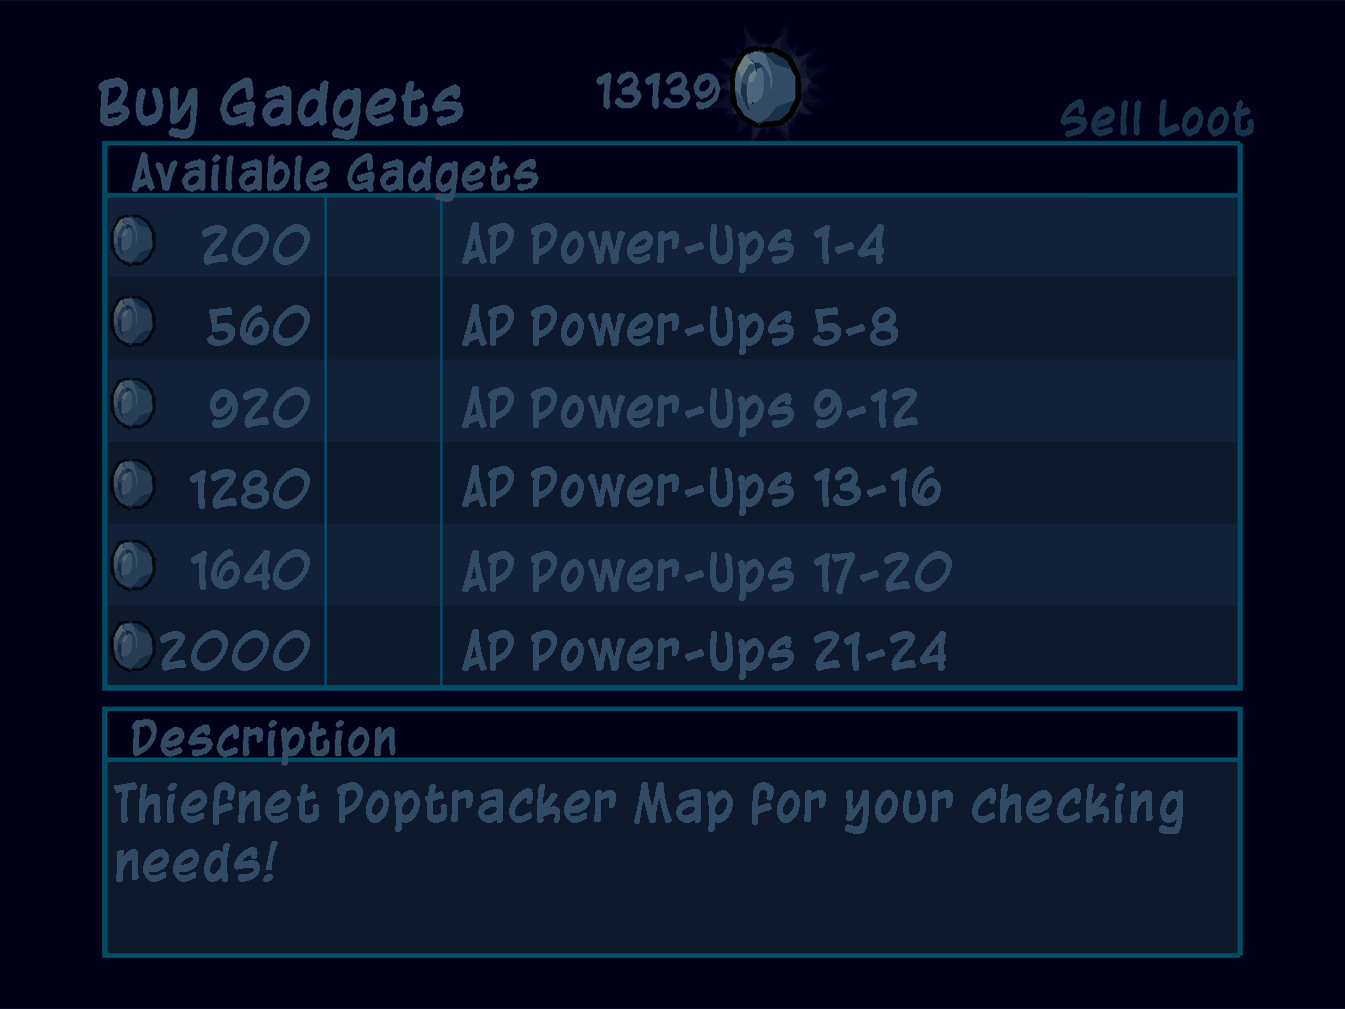 Buy Gadgets
13139
Sell Loot
Available Gadgets
200 AP Power-Ups 1-4
560 AP Power-Ups 5-8
920 AP Power-Ups 9-12
1280 AP Power-Ups 13-16
1640 AP Power-Ups 17-20
2000 AP Power-Ups 21-24
Description
Thiefnet Poptracker Map for your checking
needs!